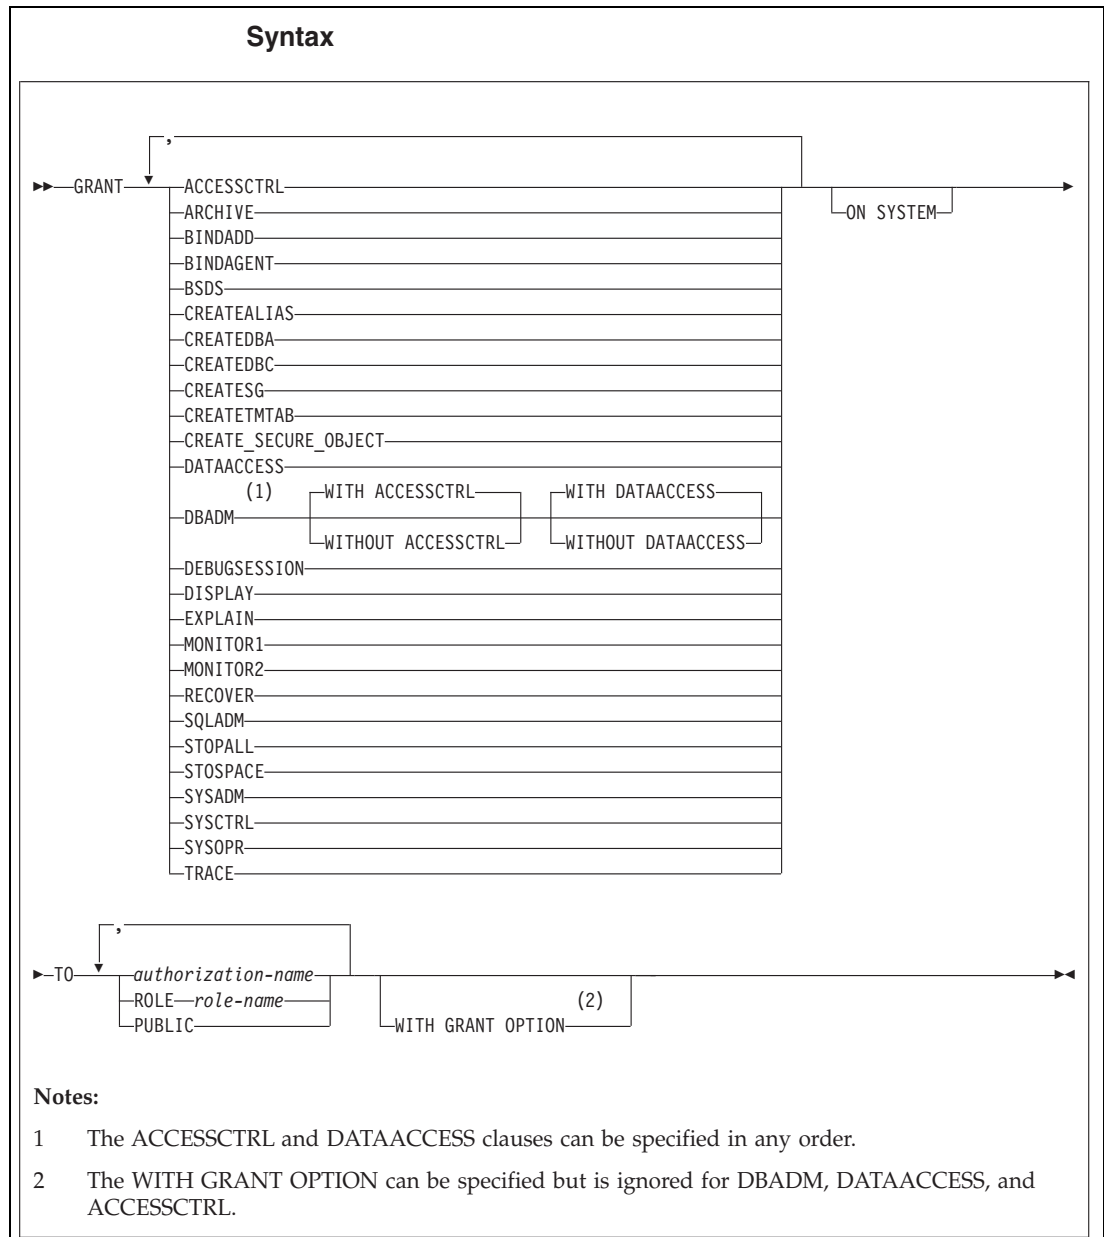 Syntax
,
GRANT ACCESSCTRL
ARCHIVE ON SYSTEM
BINDADD
BINDAGENT
BSDS
CREATEALIAS
CREATEDBA
CREATEDBC
CREATESG
CREATETMTAB
CREATE_SECURE_OBJECT
DATAACCESS
(1) WITH ACCESSCTRL WITH DATAACCESS
DBADM
WITHOUT ACCESSCTRL WITHOUT DATAACCESS
DEBUGSESSION
DISPLAY
EXPLAIN
MONITOR1
MONITOR2
RECOVER
SQLADM
STOPALL
STOSPACE
SYSADM
SYSCTRL
SYSOPR
TRACE
,
TO authorization-name
ROLE role-name (2)
PUBLIC WITH GRANT OPTION
Notes:
1 The ACCESSCTRL and DATAACCESS clauses can be specified in any order.
2 The WITH GRANT OPTION can be specified but is ignored for DBADM, DATAACCESS, and
ACCESSCTRL.